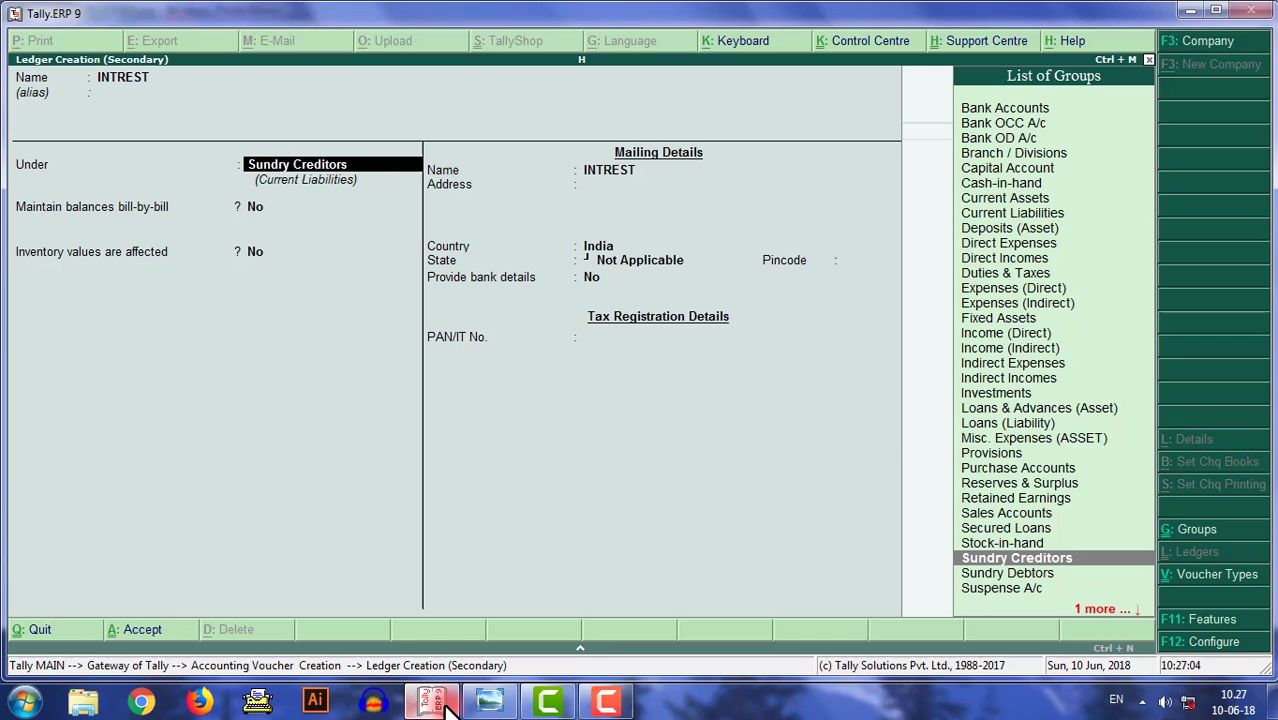 Tally.ERP 9
P: Print
E: Export
M: E-Mail
O: Upload
S: TallyShop
G: Language
K: Keyboard
K: Control Centre
H: Support Centre
H: Help
F3: Company
F3: New Company
Ledger Creation (Secondary)
H
Ctrl + M
Name : INTREST
(alias) :
Under : Sundry Creditors
(Current Liabilities)
Maintain balances bill-by-bill ? No
Inventory values are affected ? No
Mailing Details
Name : INTREST
Address :
Country : India
State : ┘ Not Applicable Pincode :
Provide bank details : No
Tax Registration Details
PAN/IT No. :
List of Groups
Bank Accounts
Bank OCC A/c
Bank OD A/c
Branch / Divisions
Capital Account
Cash-in-hand
Current Assets
Current Liabilities
Deposits (Asset)
Direct Expenses
Direct Incomes
Duties & Taxes
Expenses (Direct)
Expenses (Indirect)
Fixed Assets
Income (Direct)
Income (Indirect)
Indirect Expenses
Indirect Incomes
Investments
Loans & Advances (Asset)
Loans (Liability)
Misc. Expenses (ASSET)
Provisions
Purchase Accounts
Reserves & Surplus
Retained Earnings
Sales Accounts
Secured Loans
Stock-in-hand
Sundry Creditors
Sundry Debtors
Suspense A/c
1 more ... ↓
L: Details
B: Set Chq Books
S: Set Chq Printing
G: Groups
L: Ledgers
V: Voucher Types
F11: Features
F12: Configure
Q: Quit
A: Accept
D: Delete
Ctrl + N
Tally MAIN --> Gateway of Tally --> Accounting Voucher Creation --> Ledger Creation (Secondary)
(c) Tally Solutions Pvt. Ltd., 1988-2017
Sun, 10 Jun, 2018
10:27:04
Ai
Tally
ERP 9
EN
10.27
10-06-18